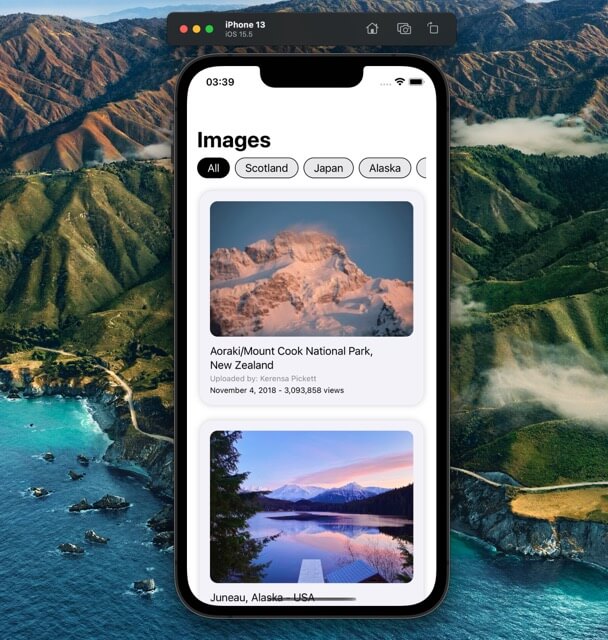 iPhone 13
iOS 15.5
03:39
Images
All
Scotland
Japan
Alaska
Aoraki/Mount Cook National Park,
New Zealand
Uploaded by: Kerensa Pickett
November 4, 2018 - 3,093,858 views
Juneau, Alaska - USA